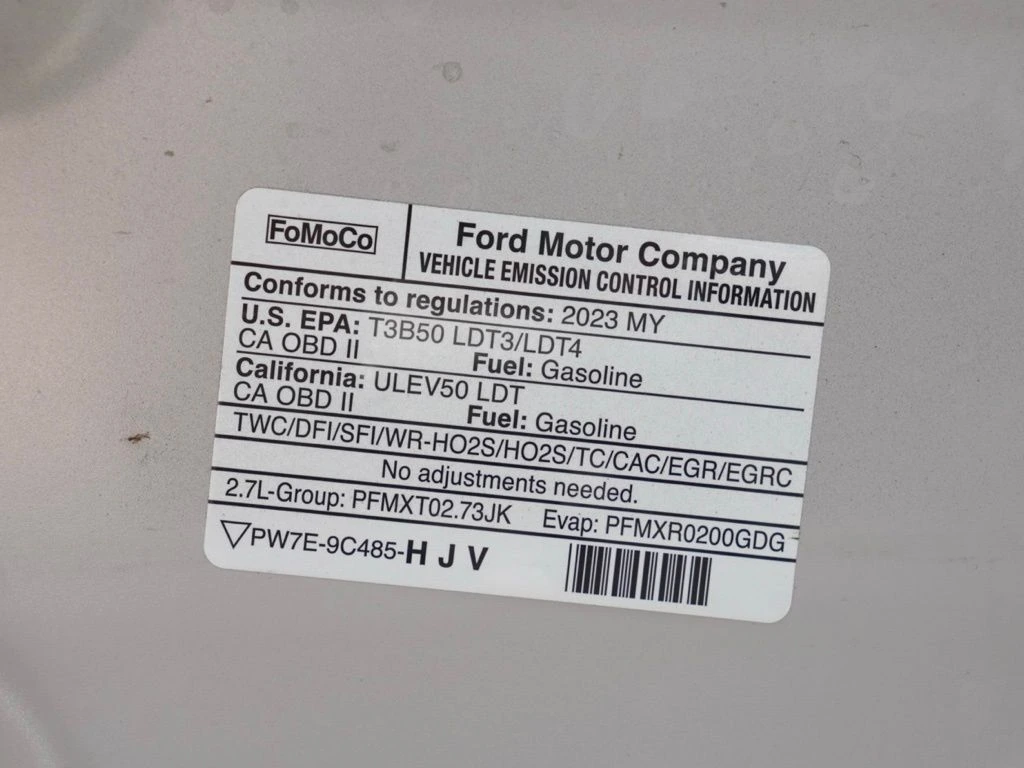 FoMoCo
Ford Motor Company
VEHICLE EMISSION CONTROL INFORMATION
Conforms to regulations: 2023 MY
U.S. EPA: T3B50 LDT3/LDT4
CA OBD II Fuel: Gasoline
California: ULEV50 LDT
CA OBD II Fuel: Gasoline
TWC/DFI/SFI/WR-HO2S/HO2S/TC/CAC/EGR/EGRC
No adjustments needed.
2.7L-Group: PFMXT02.73JK Evap: PFMXR0200GDG
PW7E-9C485-H J V